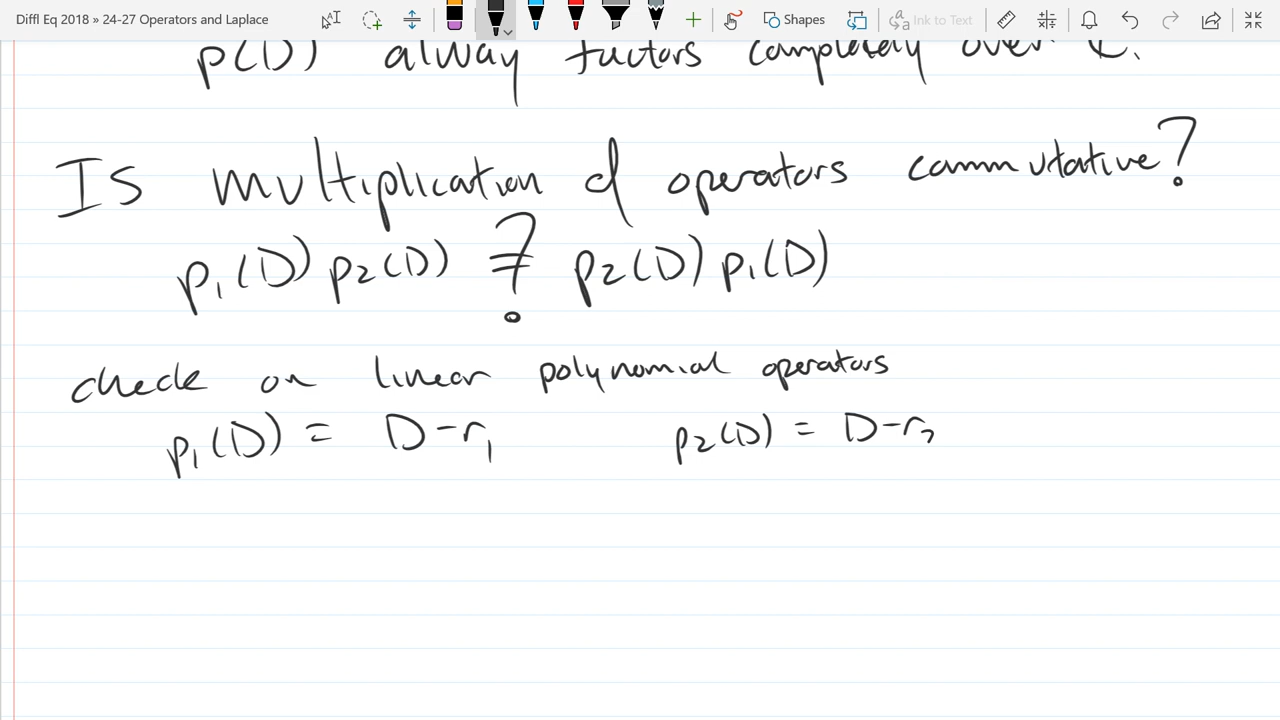 Diffl Eq 2018 » 24-27 Operators and Laplace
Shapes
Ink to Text
p(D) alway factors completely over ℂ.
Is multiplication of operators commutative?
p₁(D) p₂(D) =? p₂(D) p₁(D)
check on linear polynomial operators
p₁(D) = D-r₁ p₂(D) = D-r₂